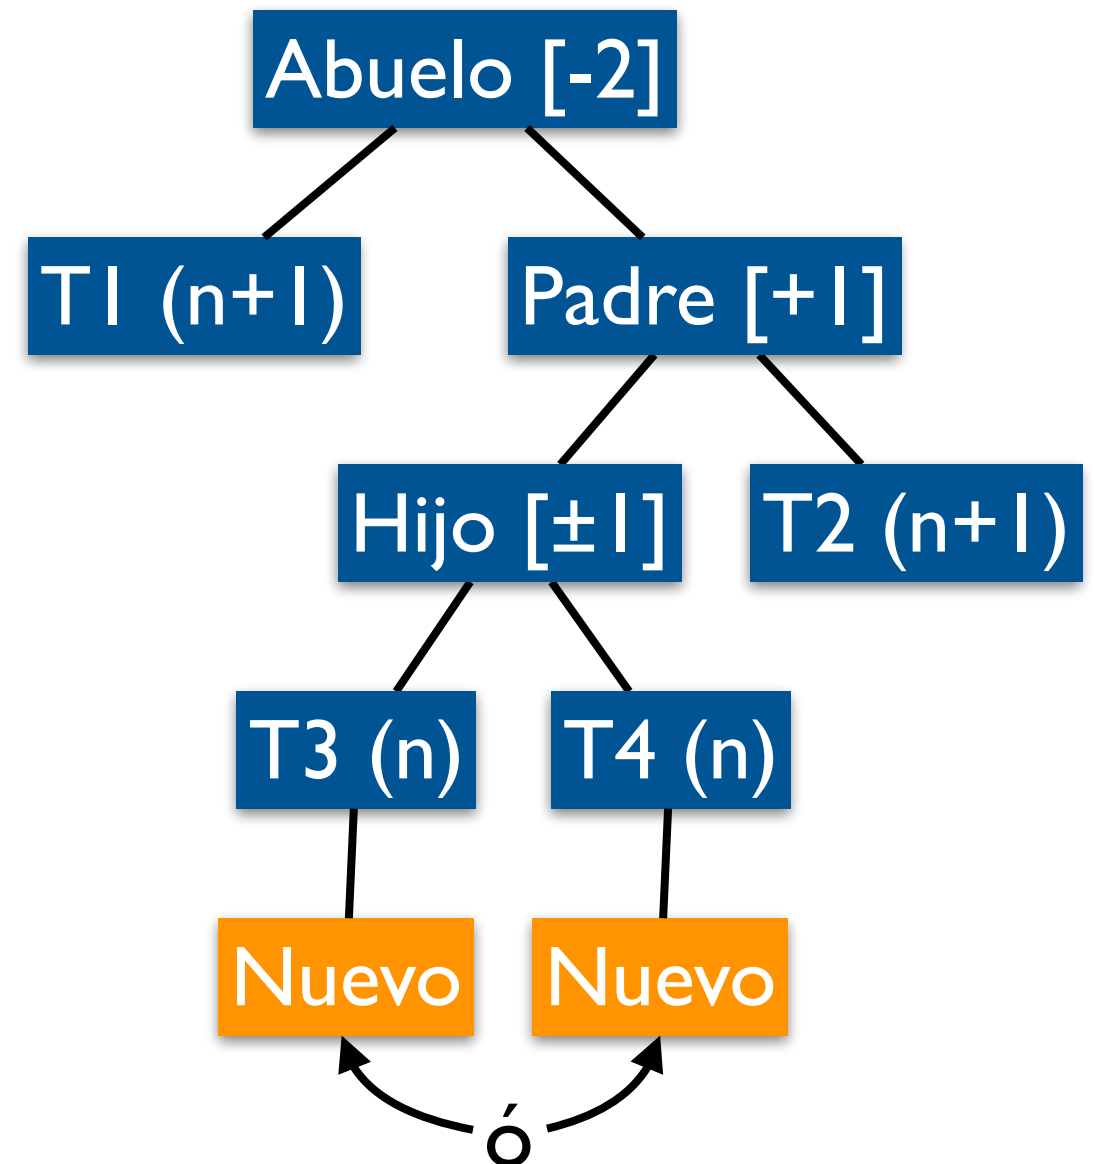 Abuelo [-2]
T1 (n+1)
Padre [+1]
Hijo [±1]
T2 (n+1)
T3 (n)
T4 (n)
Nuevo
Nuevo
ó